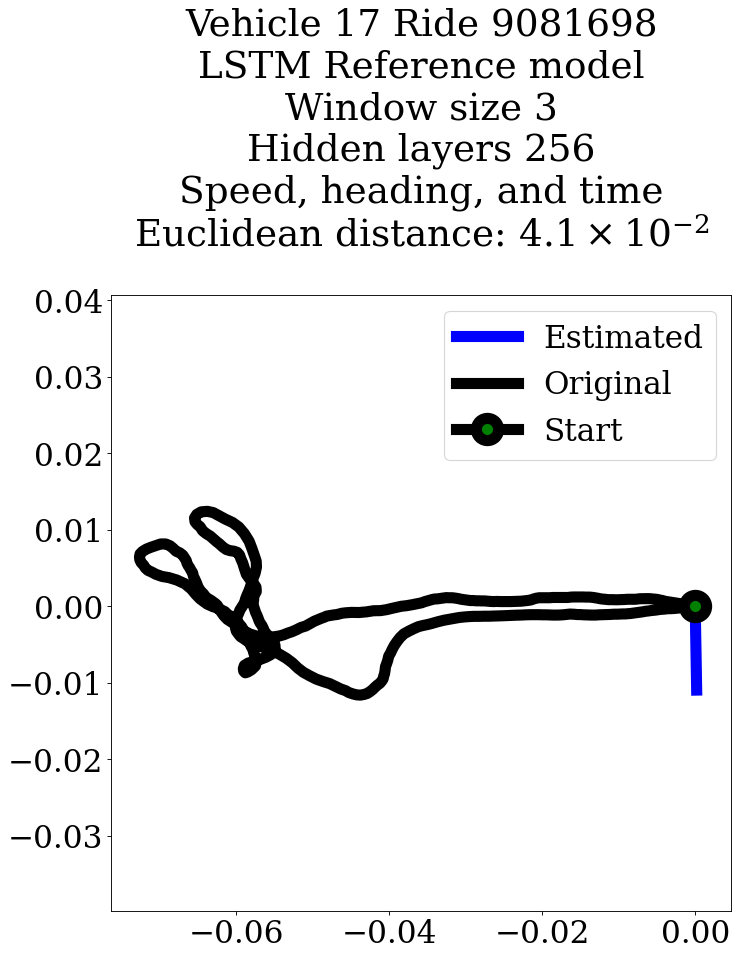 Vehicle 17 Ride 9081698
LSTM Reference model
Window size 3
Hidden layers 256
Speed, heading, and time
Euclidean distance: 4.1 × 10⁻²
Estimated
Original
Start
0.04
0.03
0.02
0.01
0.00
−0.01
−0.02
−0.03
−0.06 −0.04 −0.02 0.00